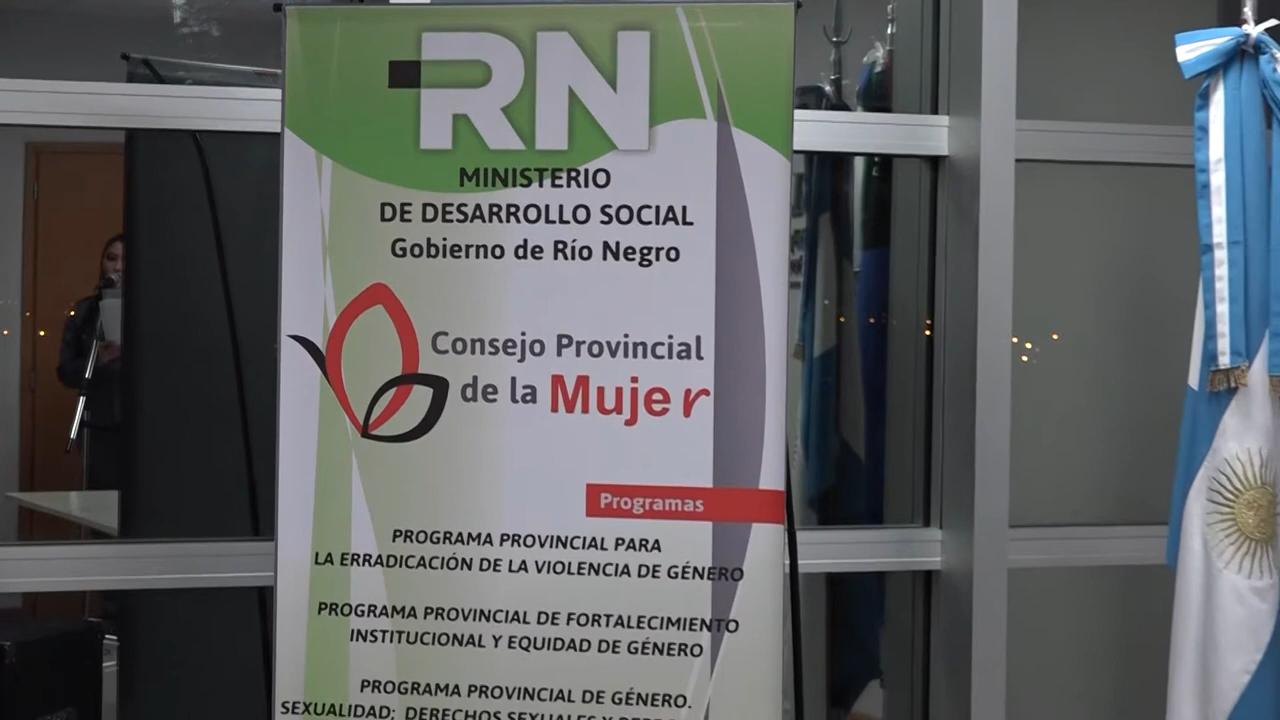 RN
MINISTERIO
DE DESARROLLO SOCIAL
Gobierno de Río Negro
Consejo Provincial
de la Mujer
Programas
PROGRAMA PROVINCIAL PARA
LA ERRADICACIÓN DE LA VIOLENCIA DE GÉNERO
PROGRAMA PROVINCIAL DE FORTALECIMIENTO
INSTITUCIONAL Y EQUIDAD DE GÉNERO
PROGRAMA PROVINCIAL DE GÉNERO.
SEXUALIDAD; DERECHOS SEXUALES Y